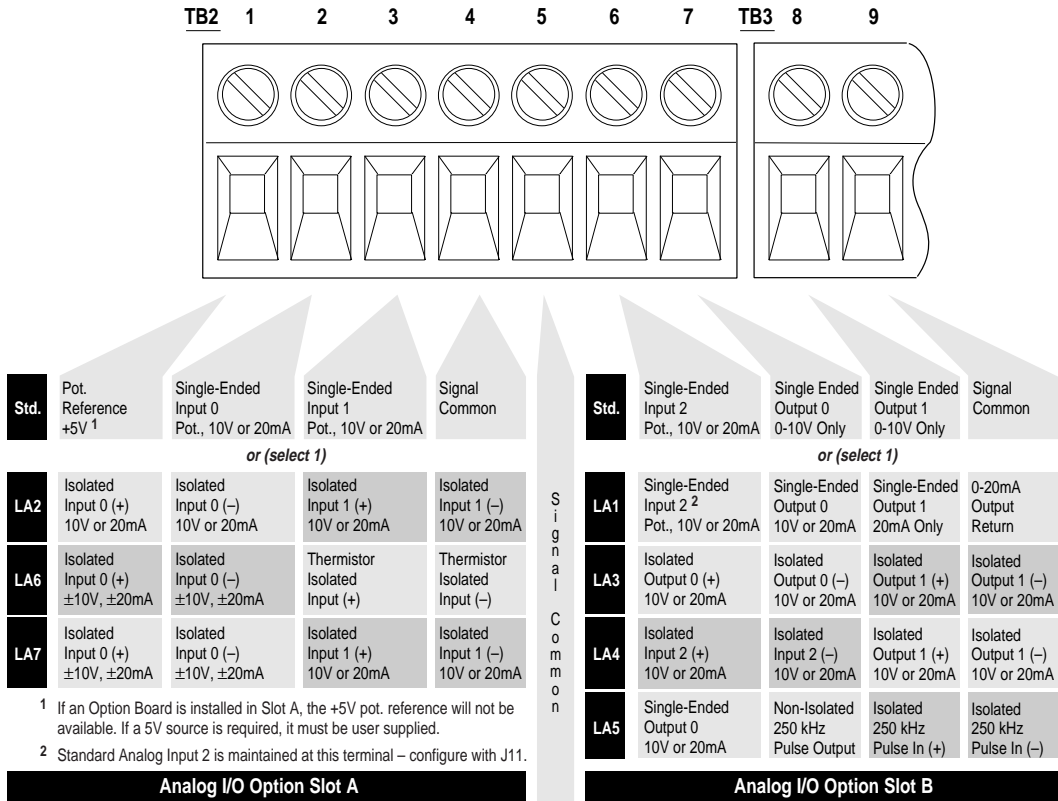 TB2 1 2 3 4 5 6 7 TB3 8 9
Std.
Pot.
Reference
+5V 1
Single-Ended
Input 0
Pot., 10V or 20mA
Single-Ended
Input 1
Pot., 10V or 20mA
Signal
Common
or (select 1)
LA2
Isolated
Input 0 (+)
10V or 20mA
Isolated
Input 0 (–)
10V or 20mA
Isolated
Input 1 (+)
10V or 20mA
Isolated
Input 1 (–)
10V or 20mA
LA6
Isolated
Input 0 (+)
±10V, ±20mA
Isolated
Input 0 (–)
±10V, ±20mA
Thermistor
Isolated
Input (+)
Thermistor
Isolated
Input (–)
LA7
Isolated
Input 0 (+)
±10V, ±20mA
Isolated
Input 0 (–)
±10V, ±20mA
Isolated
Input 1 (+)
10V or 20mA
Isolated
Input 1 (–)
10V or 20mA
1 If an Option Board is installed in Slot A, the +5V pot. reference will not be
available. If a 5V source is required, it must be user supplied.
2 Standard Analog Input 2 is maintained at this terminal – configure with J11.
Analog I/O Option Slot A
Signal Common
Std.
Single-Ended
Input 2
Pot., 10V or 20mA
Single Ended
Output 0
0-10V Only
Single Ended
Output 1
0-10V Only
Signal
Common
or (select 1)
LA1
Single-Ended
Input 2 2
Pot., 10V or 20mA
Single-Ended
Output 0
10V or 20mA
Single-Ended
Output 1
20mA Only
0-20mA
Output
Return
LA3
Isolated
Output 0 (+)
10V or 20mA
Isolated
Output 0 (–)
10V or 20mA
Isolated
Output 1 (+)
10V or 20mA
Isolated
Output 1 (–)
10V or 20mA
LA4
Isolated
Input 2 (+)
10V or 20mA
Isolated
Input 2 (–)
10V or 20mA
Isolated
Output 1 (+)
10V or 20mA
Isolated
Output 1 (–)
10V or 20mA
LA5
Single-Ended
Output 0
10V or 20mA
Non-Isolated
250 kHz
Pulse Output
Isolated
250 kHz
Pulse In (+)
Isolated
250 kHz
Pulse In (–)
Analog I/O Option Slot B